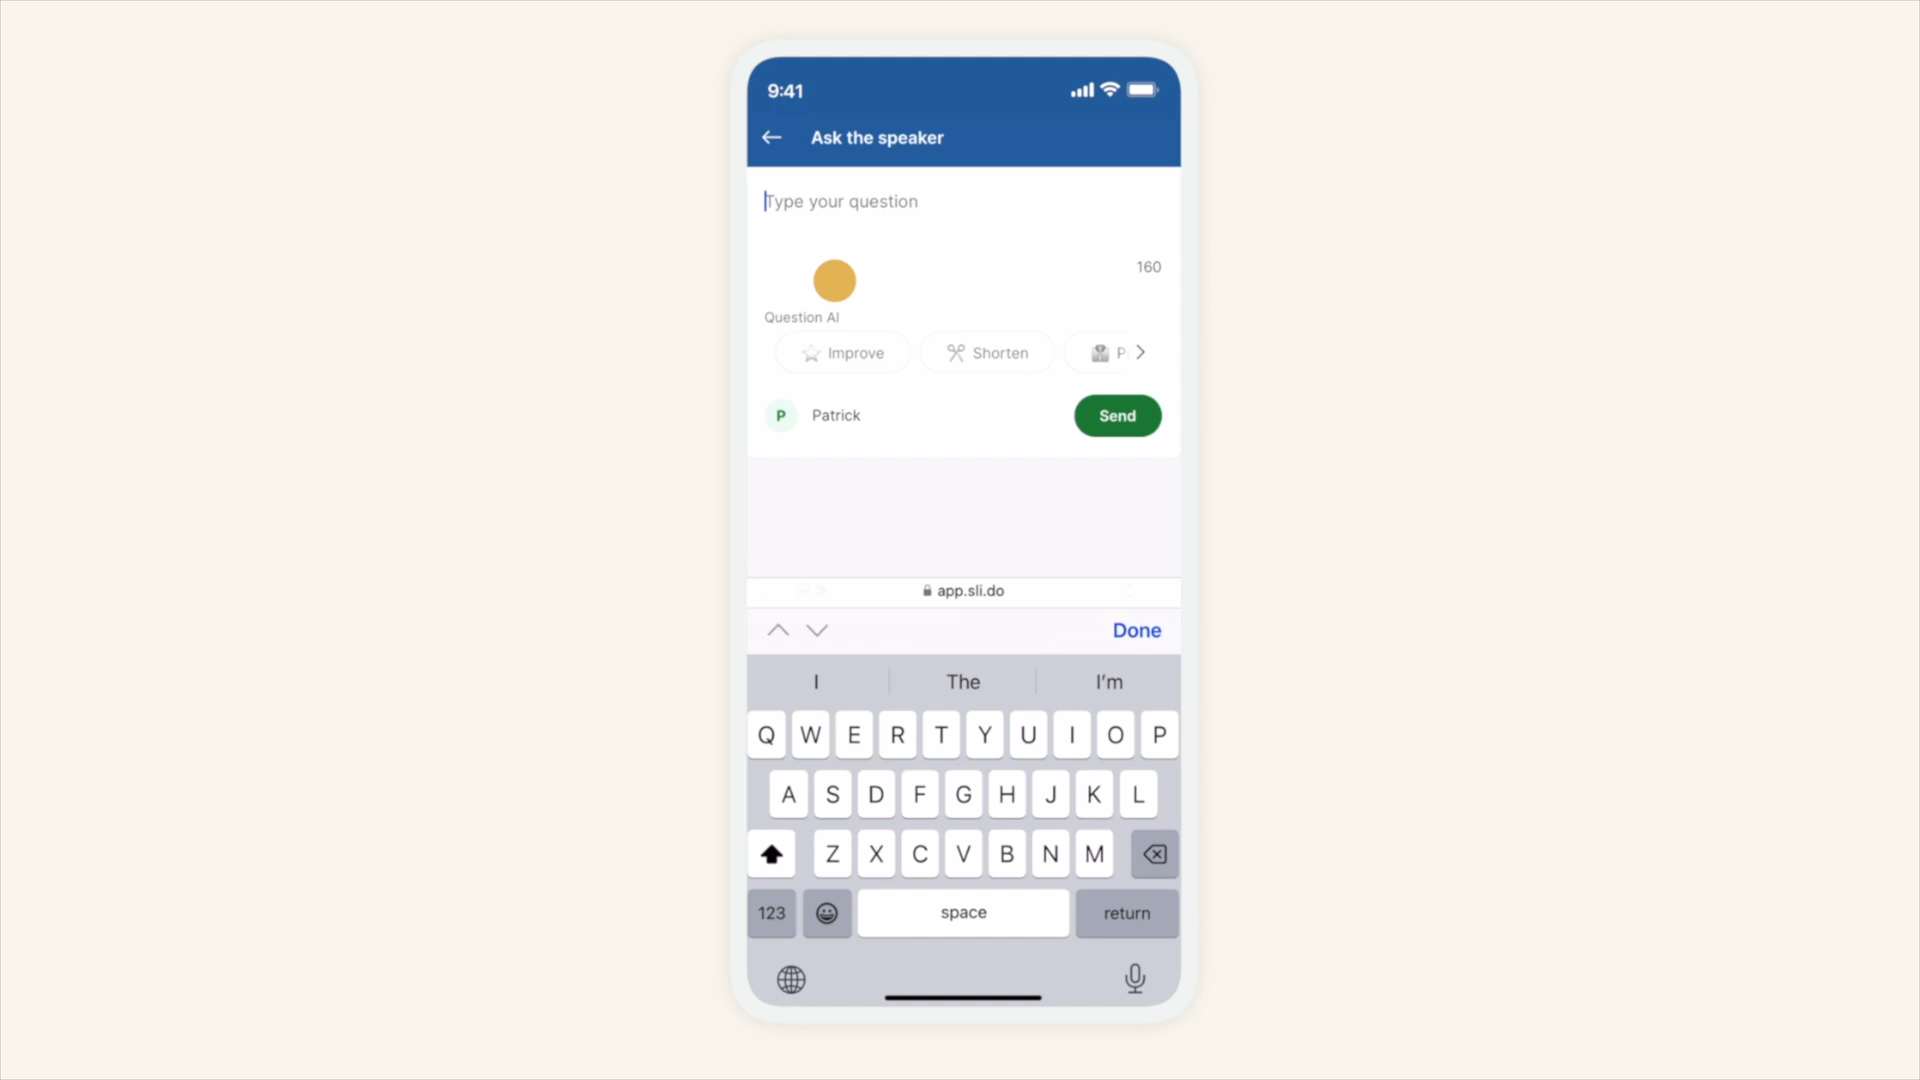 9:41
Ask the speaker
Type your question
160
Question AI
Improve
Shorten
P
P Patrick
Send
app.sli.do
Done
I The I'm
Q W E R T Y U I O P
A S D F G H J K L
Z X C V B N M
123 space return